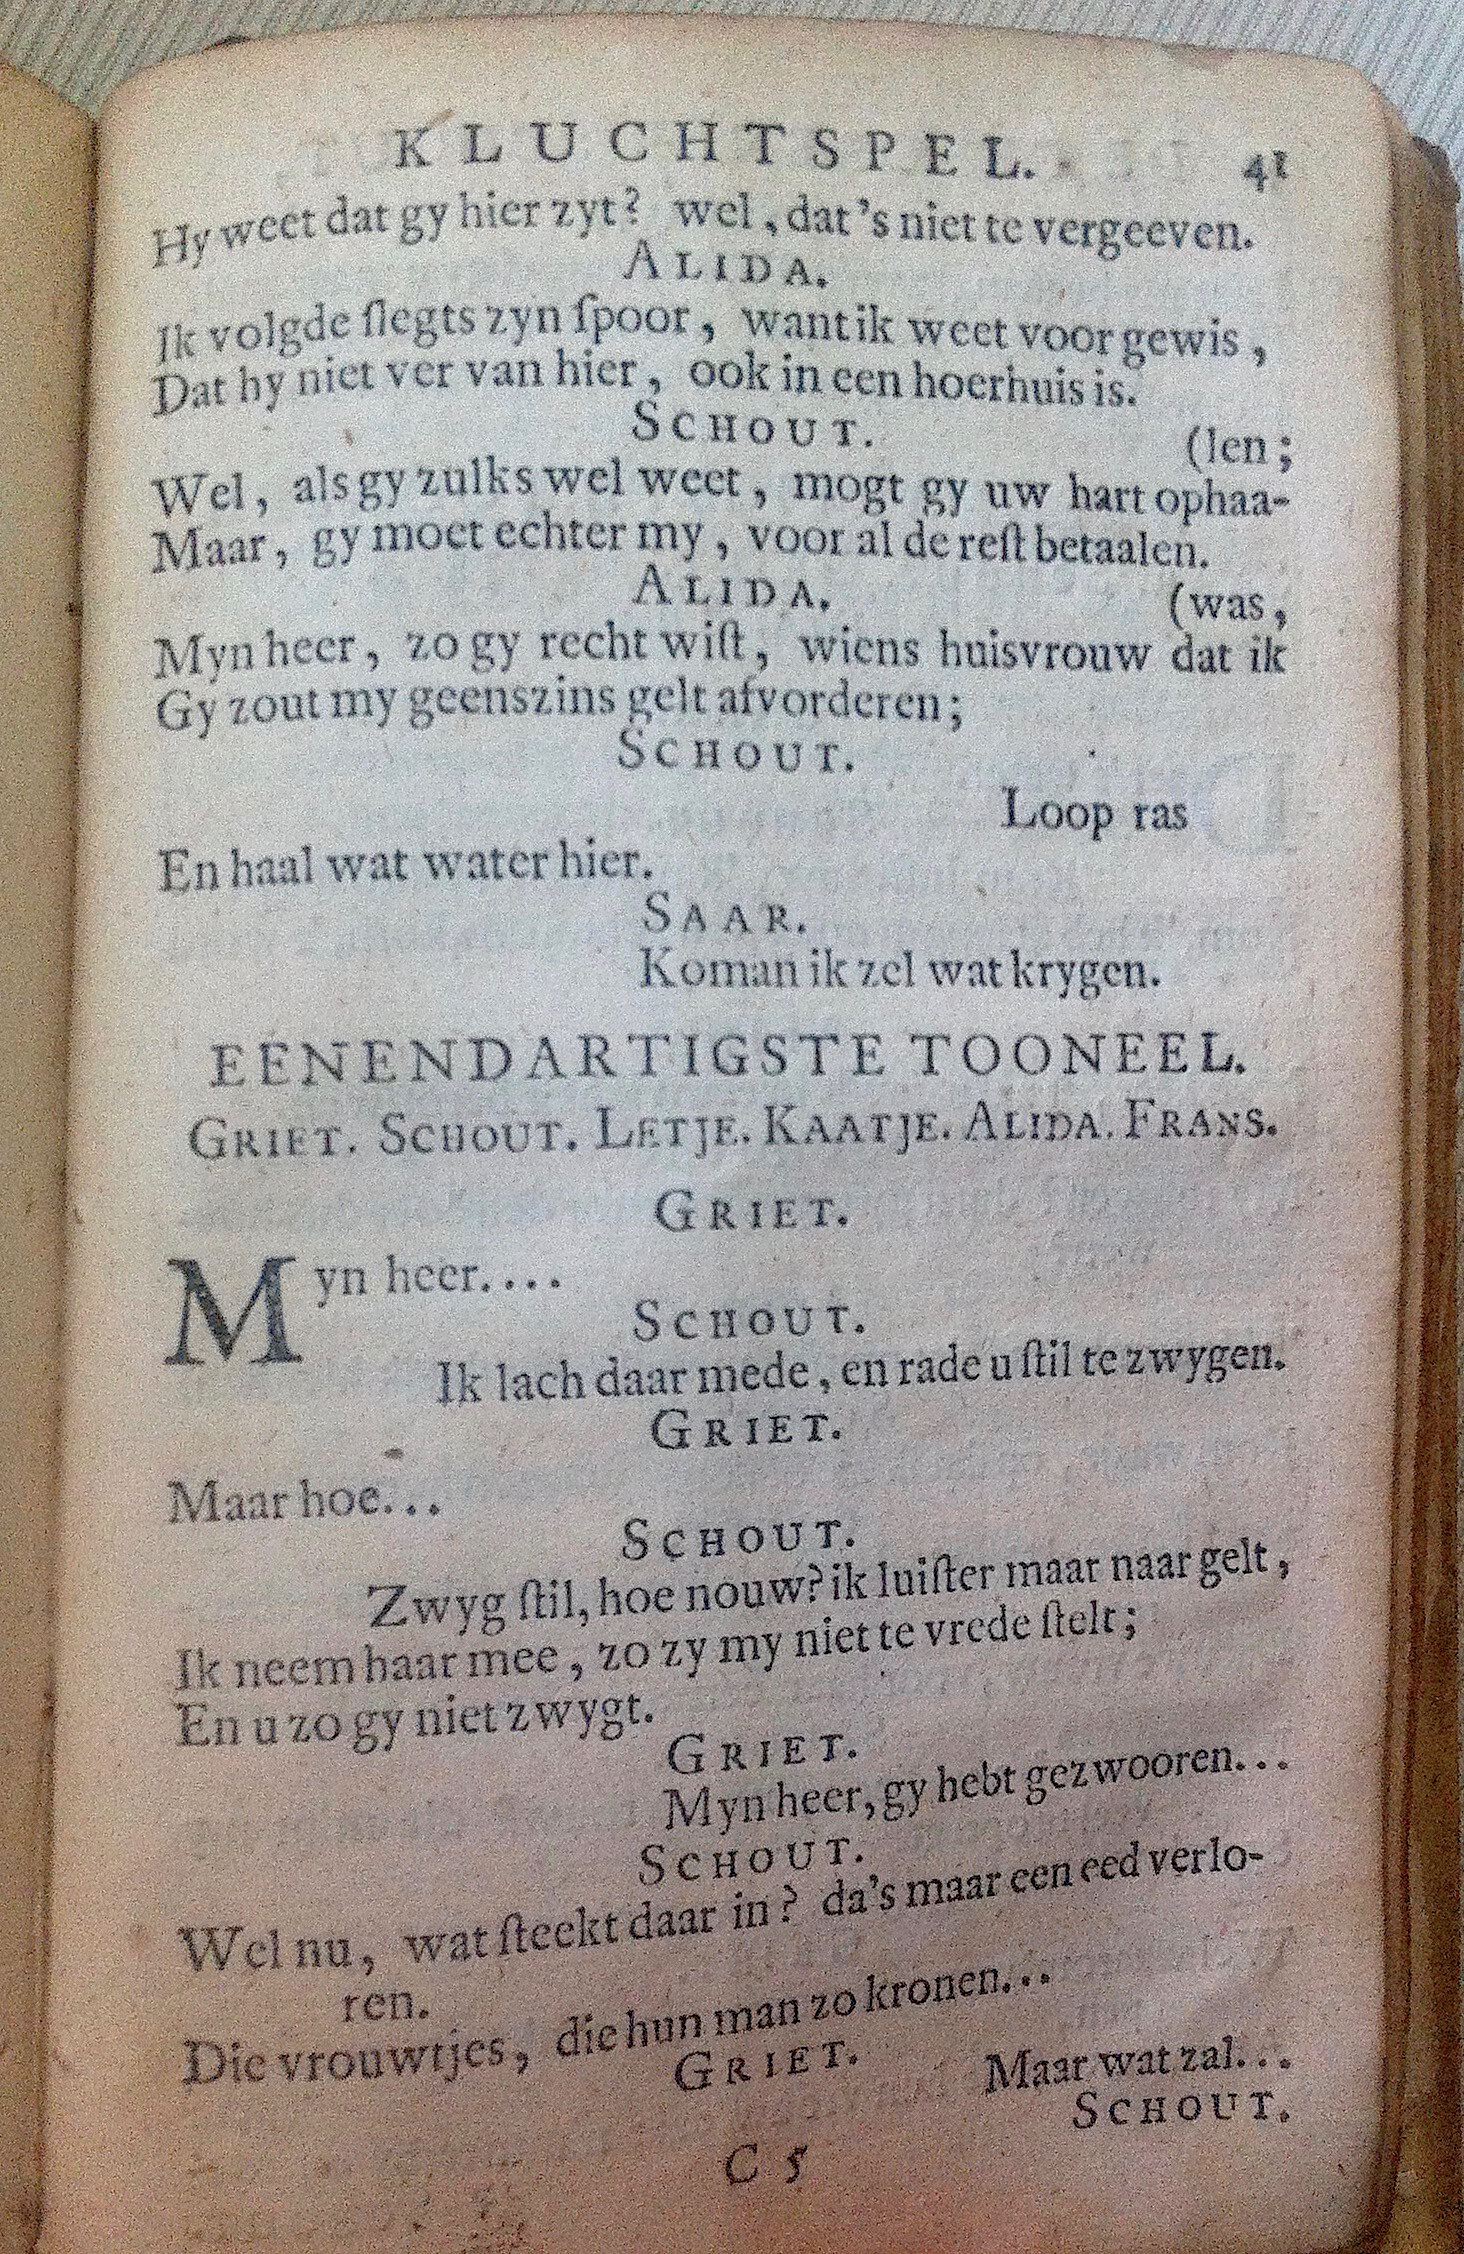 KLUCHTSPEL. 41
Hy weet dat gy hier zyt? wel, dat's niet te vergeeven.
ALIDA.
Ik volgde ſlegts zyn ſpoor, want ik weet voor gewis,
Dat hy niet ver van hier, ook in een hoerhuis is.
SCHOUT. (len;
Wel, als gy zulks wel weet, mogt gy uw hart ophaa-
Maar, gy moet echter my, voor al de reſt betaalen.
ALIDA. (was,
Myn heer, zo gy recht wiſt, wiens huisvrouw dat ik
Gy zout my geenszins gelt afvorderen;
SCHOUT.
Loop ras
En haal wat water hier.
SAAR.
Koman ik zel wat krygen.
EENENDARTIGSTE TOONEEL.
GRIET. SCHOUT. LETJE. KAATJE. ALIDA. FRANS.
GRIET.
Myn heer....
SCHOUT.
Ik lach daar mede, en rade u ſtil te zwygen.
GRIET.
Maar hoe...
SCHOUT.
Zwyg ſtil, hoe nouw? ik luiſter maar naar gelt,
Ik neem haar mee, zo zy my niet te vrede ſtelt;
En u zo gy niet zwygt.
GRIET.
Myn heer, gy hebt gezwooren...
SCHOUT.
Wel nu, wat ſteekt daar in? da's maar een eed verlo-
ren.
Die vrouwtjes, die hun man zo kronen...
GRIET. Maar wat zal...
SCHOUT.
C 5